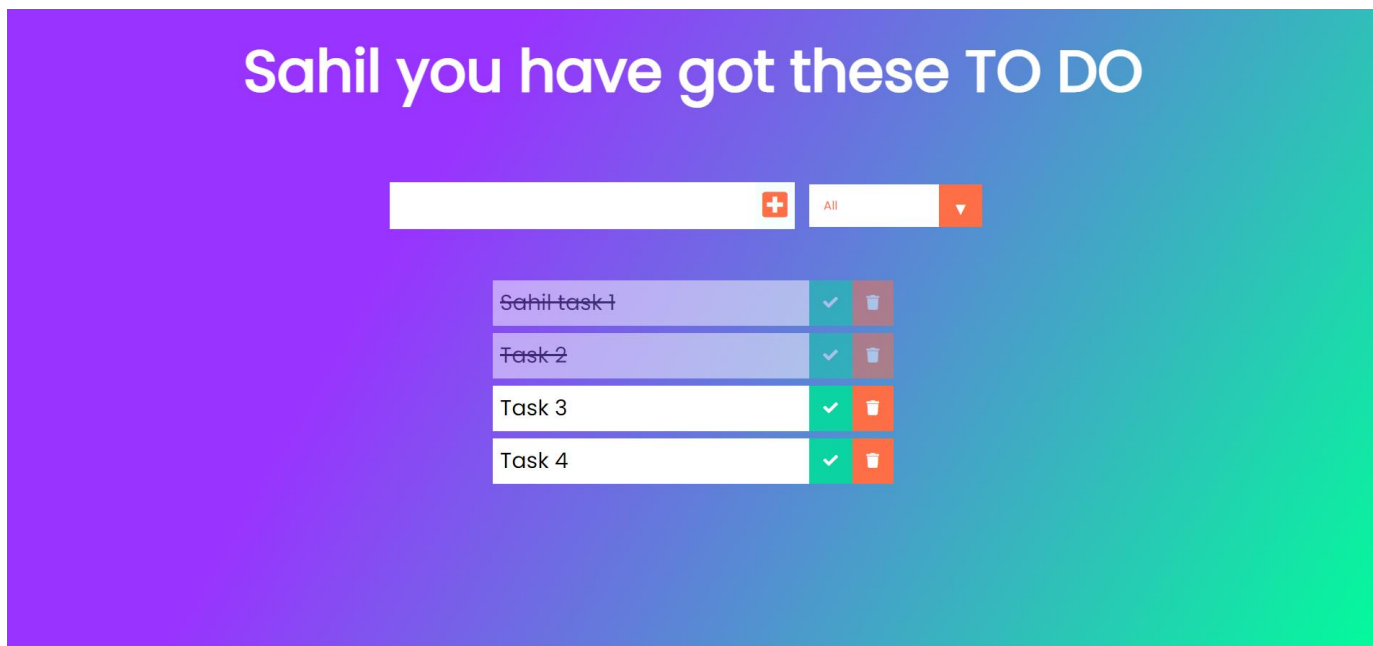 Sahil you have got these TO DO
All
Sahil task 1
Task 2
Task 3
Task 4